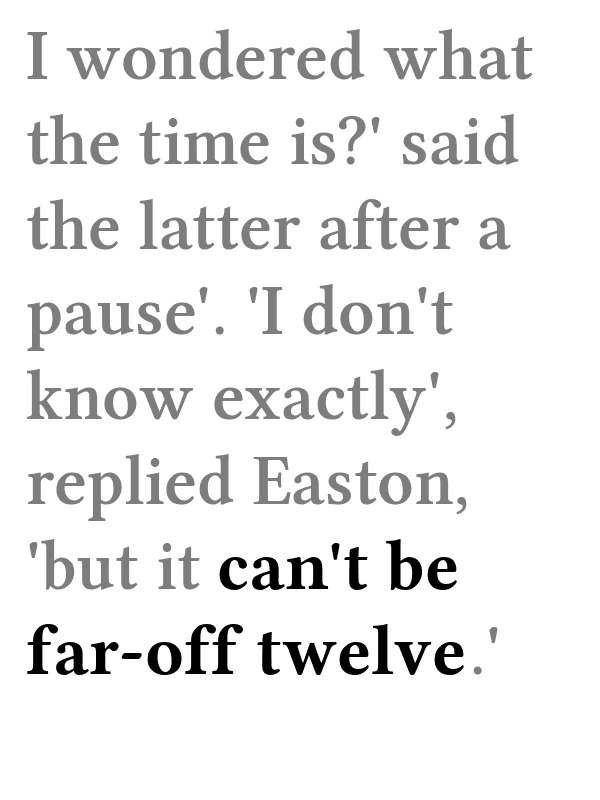 I wondered what
the time is?' said
the latter after a
pause'. 'I don't
know exactly',
replied Easton,
'but it can't be
far-off twelve.'